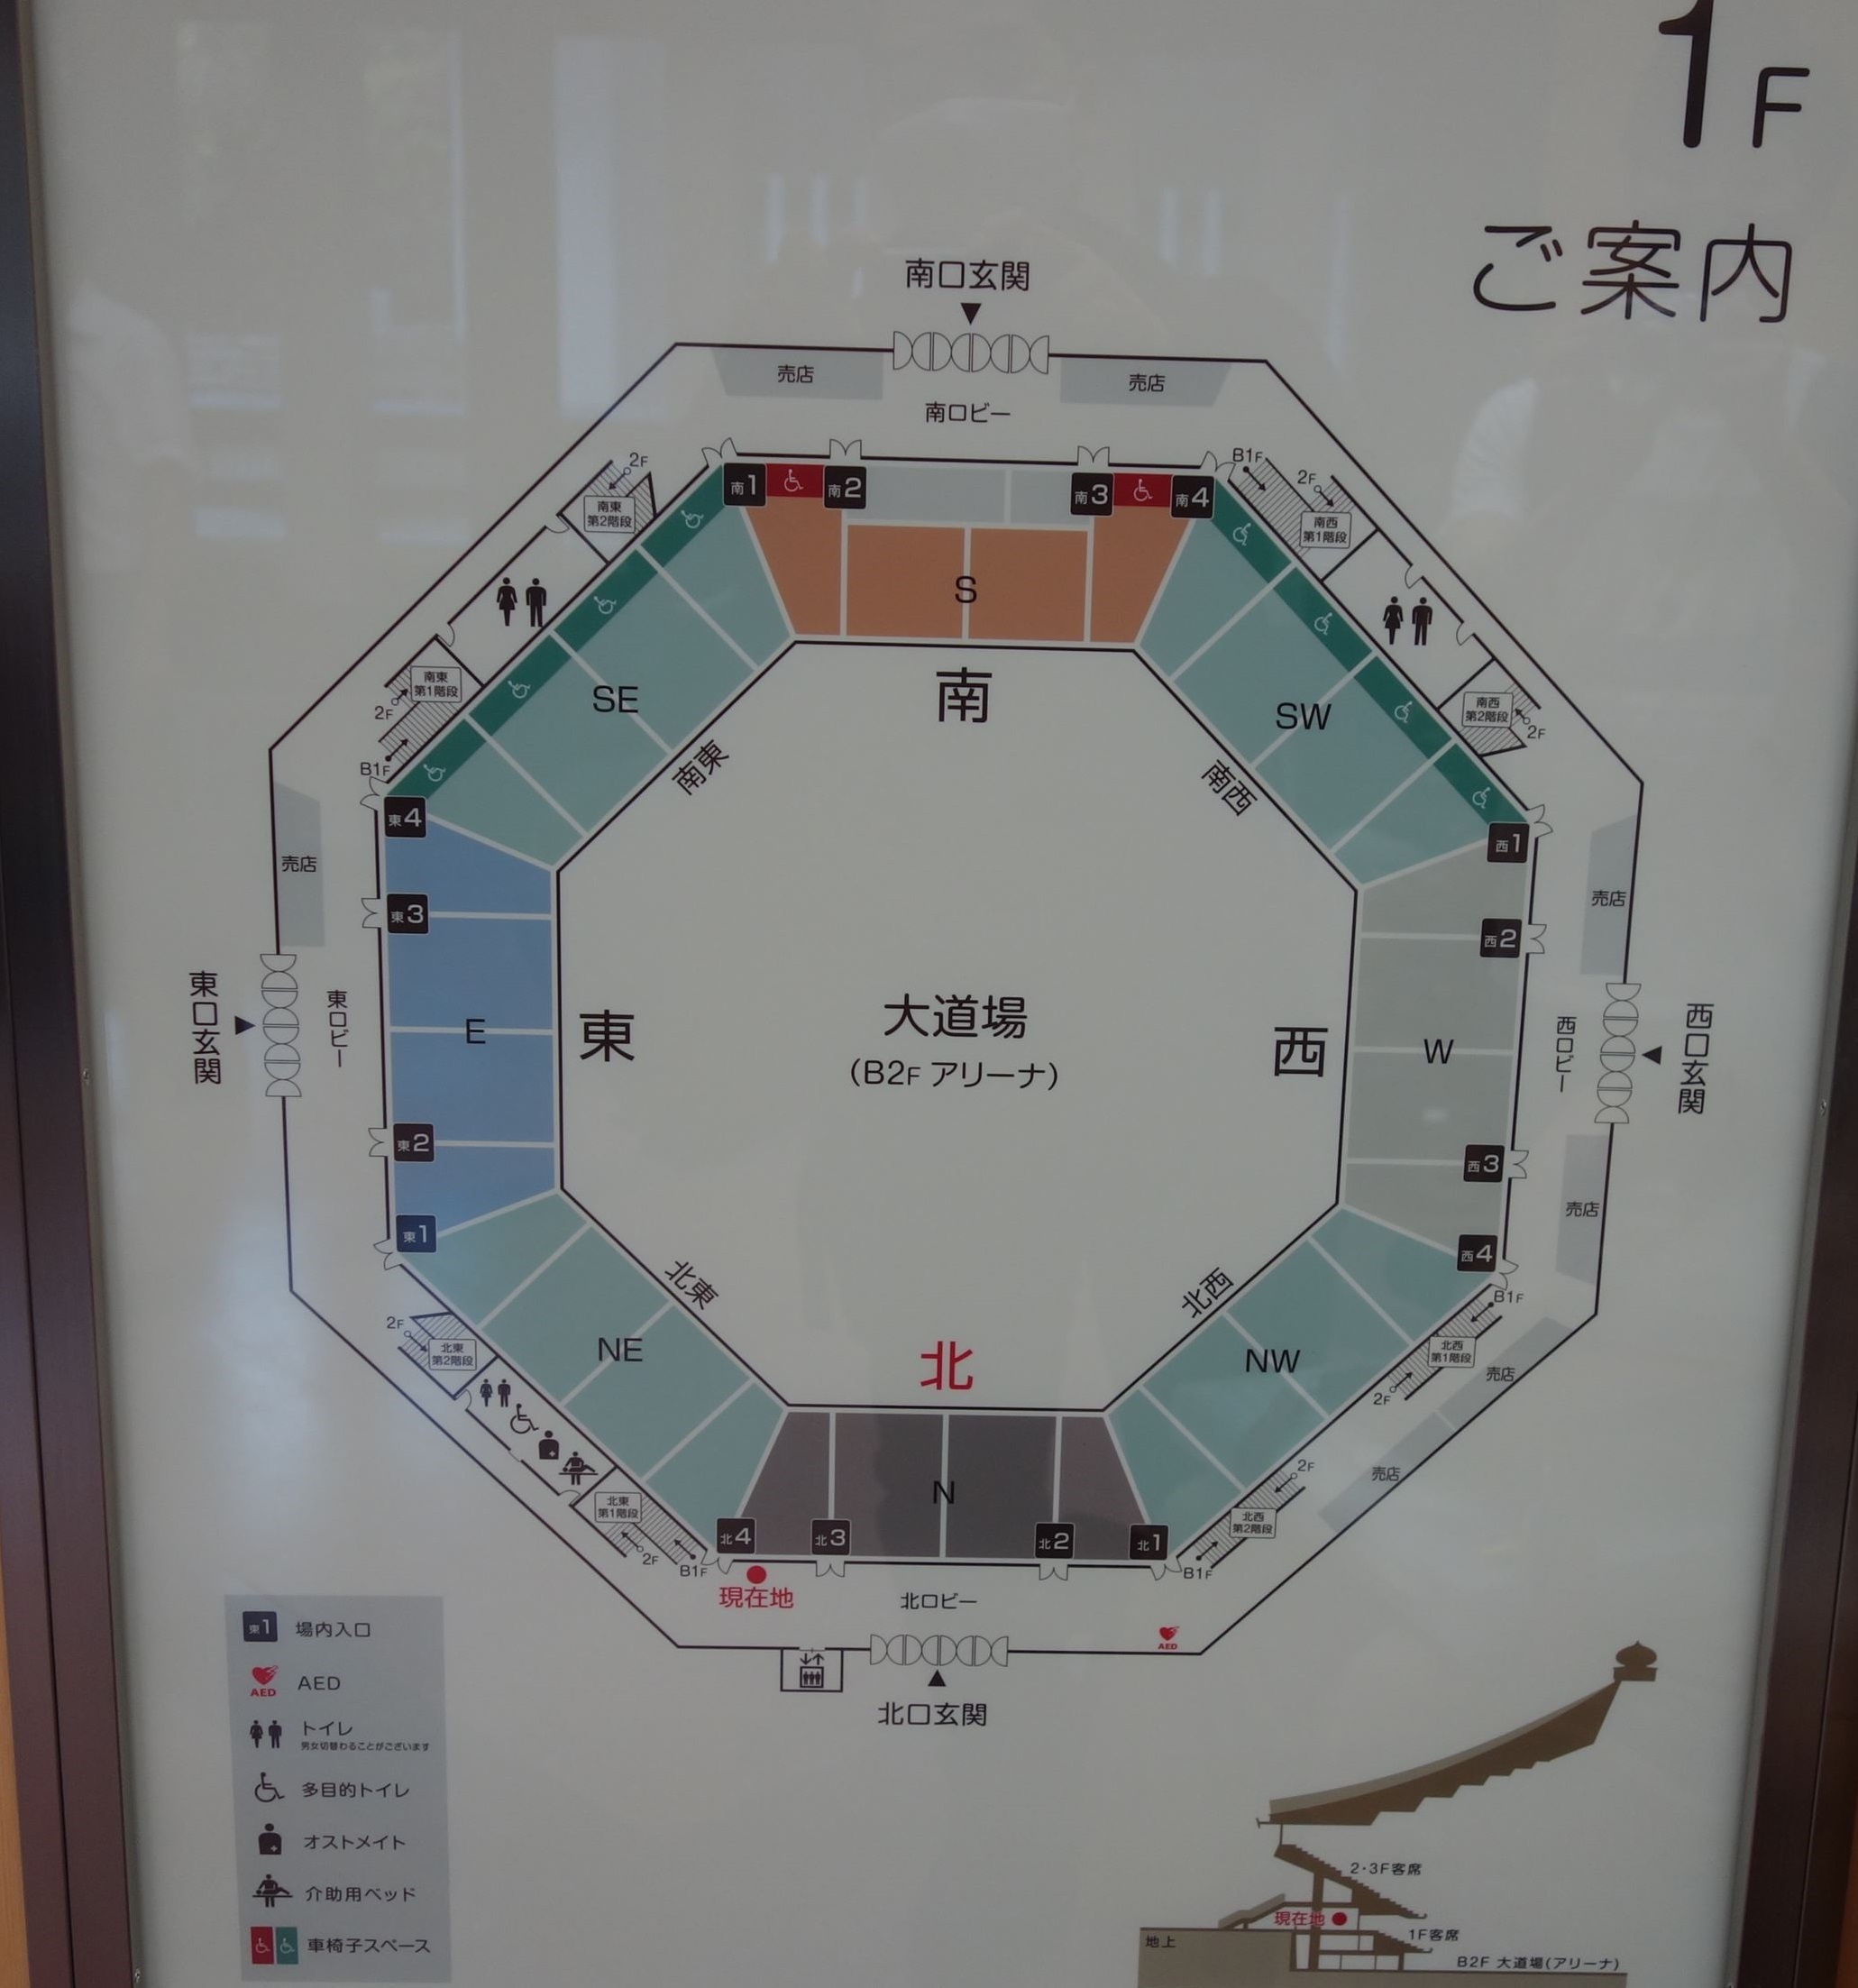 1F
ご案内
南口玄関
売店
売店
南ロビー
2F
B1F
2F
南1
南2
南3
南4
南東
第2階段
南西
第1階段
S
南東
第1階段
2F
B1F
SE
南
SW
南西
第2階段
2F
南東
南西
東4
西1
売店
売店
東3
西2
東口玄関
東ロビー
E
東
大道場
(B2F アリーナ)
西
W
西ロビー
西口玄関
東2
西3
売店
東1
西4
北東
北西
B1F
2F
北東
第2階段
NE
北
NW
北西
第1階段
2F
売店
売店
N
2F
北東
第1階段
北西
第2階段
北4
北3
北2
北1
2F
B1F
B1F
現在地
北ロビー
AED
北口玄関
東1 場内入口
AED AED
トイレ
男女切替わることがございます
多目的トイレ
オストメイト
介助用ベッド
車椅子スペース
2・3F客席
現在地
1F客席
地上
B2F 大道場(アリーナ)